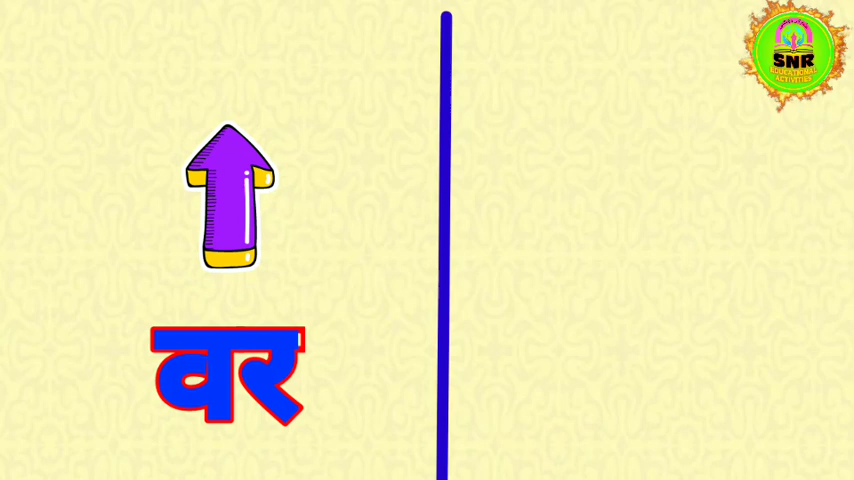 SNR
EDUCATIONAL
ACTIVITIES
वर